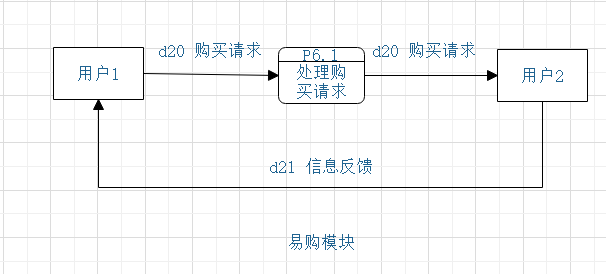 d20 购买请求
d20 购买请求
用户1
P6.1
处理购
买请求
用户2
d21 信息反馈
易购模块